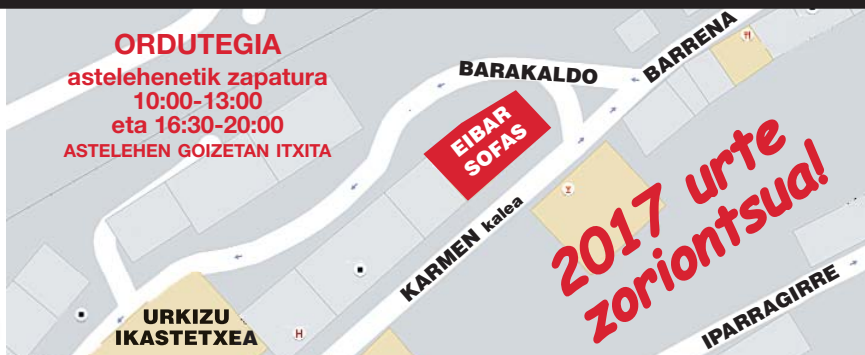 ORDUTEGIA
astelehenetik zapatura
10:00-13:00
eta 16:30-20:00
ASTELEHEN GOIZETAN ITXITA
BARAKALDO
BARRENA
EIBAR
SOFAS
KARMEN kalea
2017 urte
zoriontsua!
URKIZU
IKASTETXEA
H
IPARRAGIRRE